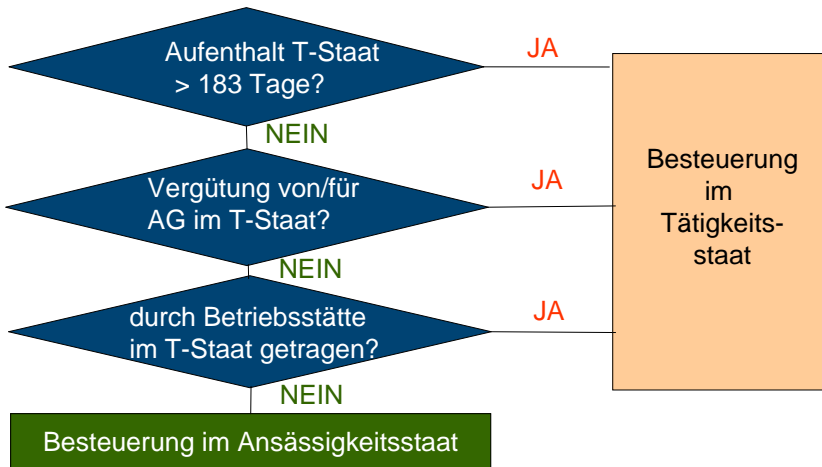 Aufenthalt T-Staat
> 183 Tage?
JA
NEIN
Vergütung von/für
AG im T-Staat?
JA
NEIN
durch Betriebsstätte
im T-Staat getragen?
JA
NEIN
Besteuerung im Ansässigkeitsstaat
Besteuerung
im
Tätigkeits-
staat